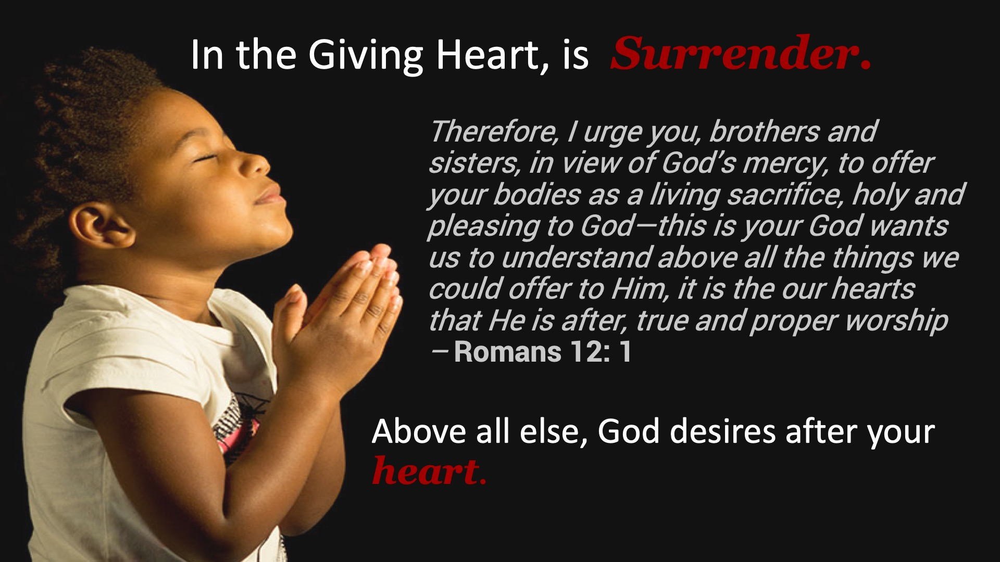 In the Giving Heart, is Surrender.
Therefore, I urge you, brothers and
sisters, in view of God’s mercy, to offer
your bodies as a living sacrifice, holy and
pleasing to God—this is your God wants
us to understand above all the things we
could offer to Him, it is the our hearts
that He is after, true and proper worship
– Romans 12: 1
Above all else, God desires after your
heart.